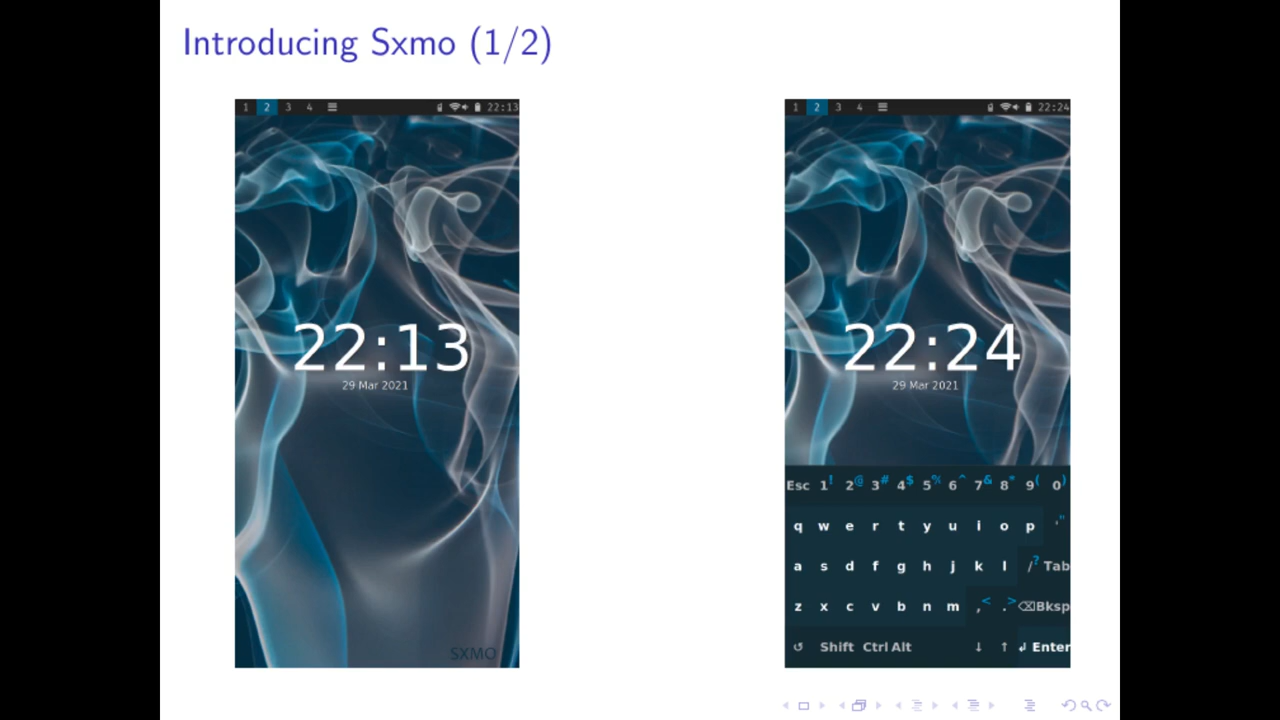 Introducing Sxmo (1/2)
1 2 3 4 22:13
22:13
29 Mar 2021
SXMO
1 2 3 4 22:24
22:24
29 Mar 2021
Esc 1! 2@ 3# 4$ 5% 6^ 7& 8* 9( 0)
q w e r t y u i o p '"
a s d f g h j k l /? Tab
z x c v b n m ,< .> ⌫Bksp
↺ Shift Ctrl Alt ↓ ↑ ↲ Enter